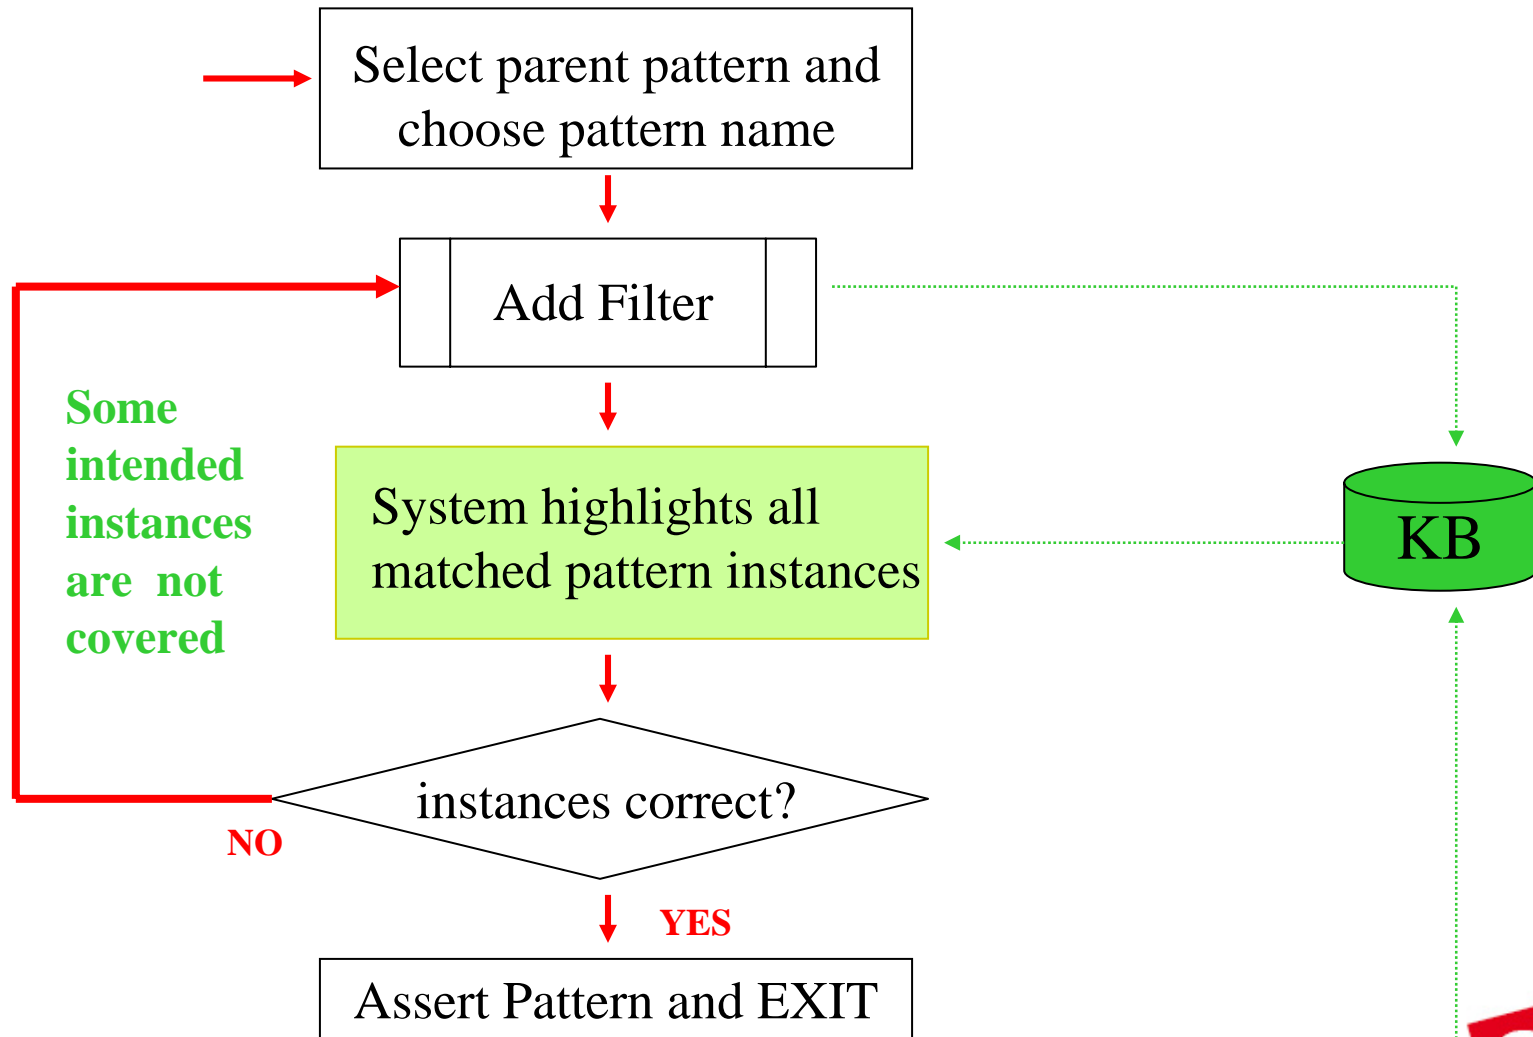 Select parent pattern and
choose pattern name
Add Filter
Some
intended
instances
are not
covered
System highlights all
matched pattern instances
KB
instances correct?
NO
YES
Assert Pattern and EXIT